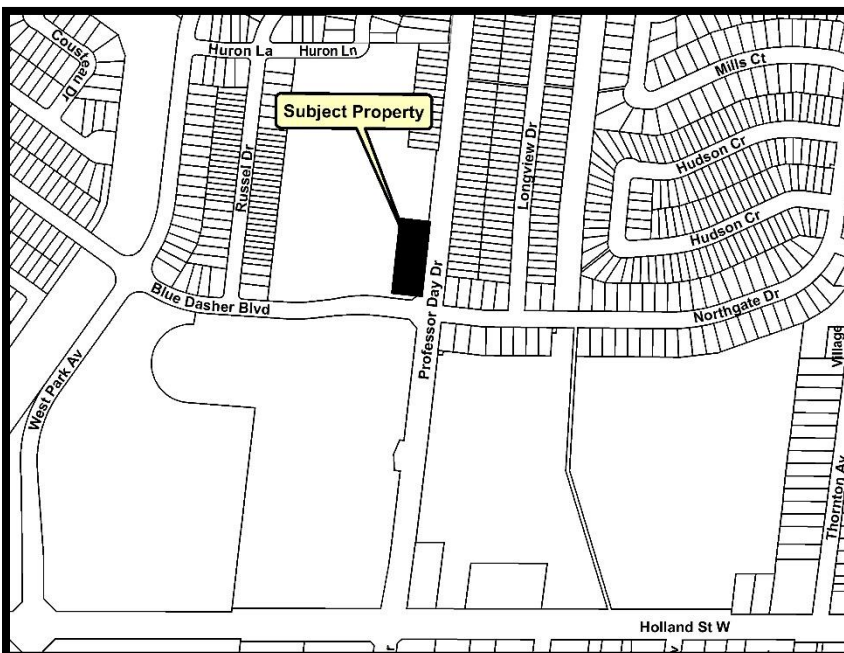 Cousteau Dr
Huron La
Huron Ln
Mills Ct
Subject Property
Russel Dr
Longview Dr
Hudson Cr
Hudson Cr
Blue Dasher Blvd
Professor Day Dr
Northgate Dr
West Park Av
Village
Thornton Av
Holland St W
r
v